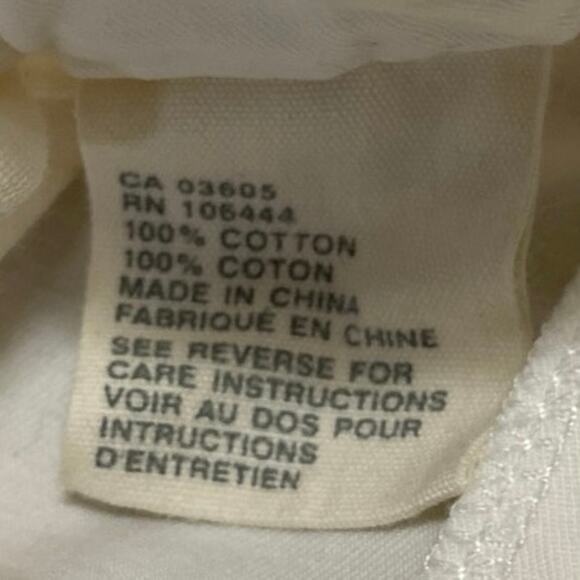 CA 03605
RN 106444
100% COTTON
100% COTON
MADE IN CHINA
FABRIQUÉ EN CHINE
SEE REVERSE FOR
CARE INSTRUCTIONS
VOIR AU DOS POUR
INTRUCTIONS
D'ENTRETIEN